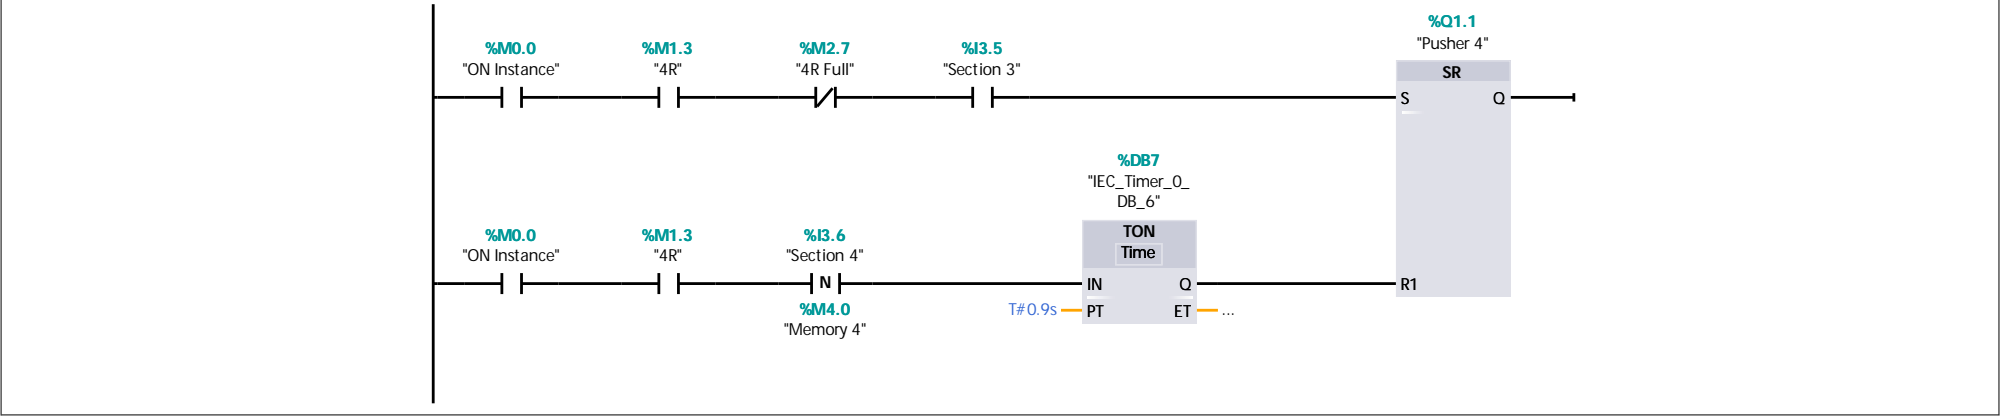 %Q1.1
"Pusher 4"
%M0.0
%M1.3
%M2.7
%I3.5
"ON Instance"
"4R"
"4R Full"
"Section 3"
SR
S
Q
%DB7
"IEC_Timer_0_
DB_6"
%M0.0
%M1.3
%I3.6
"ON Instance"
"4R"
"Section 4"
TON
Time
N
IN
Q
R1
%M4.0
"Memory 4"
T#0.9s
PT
ET
...